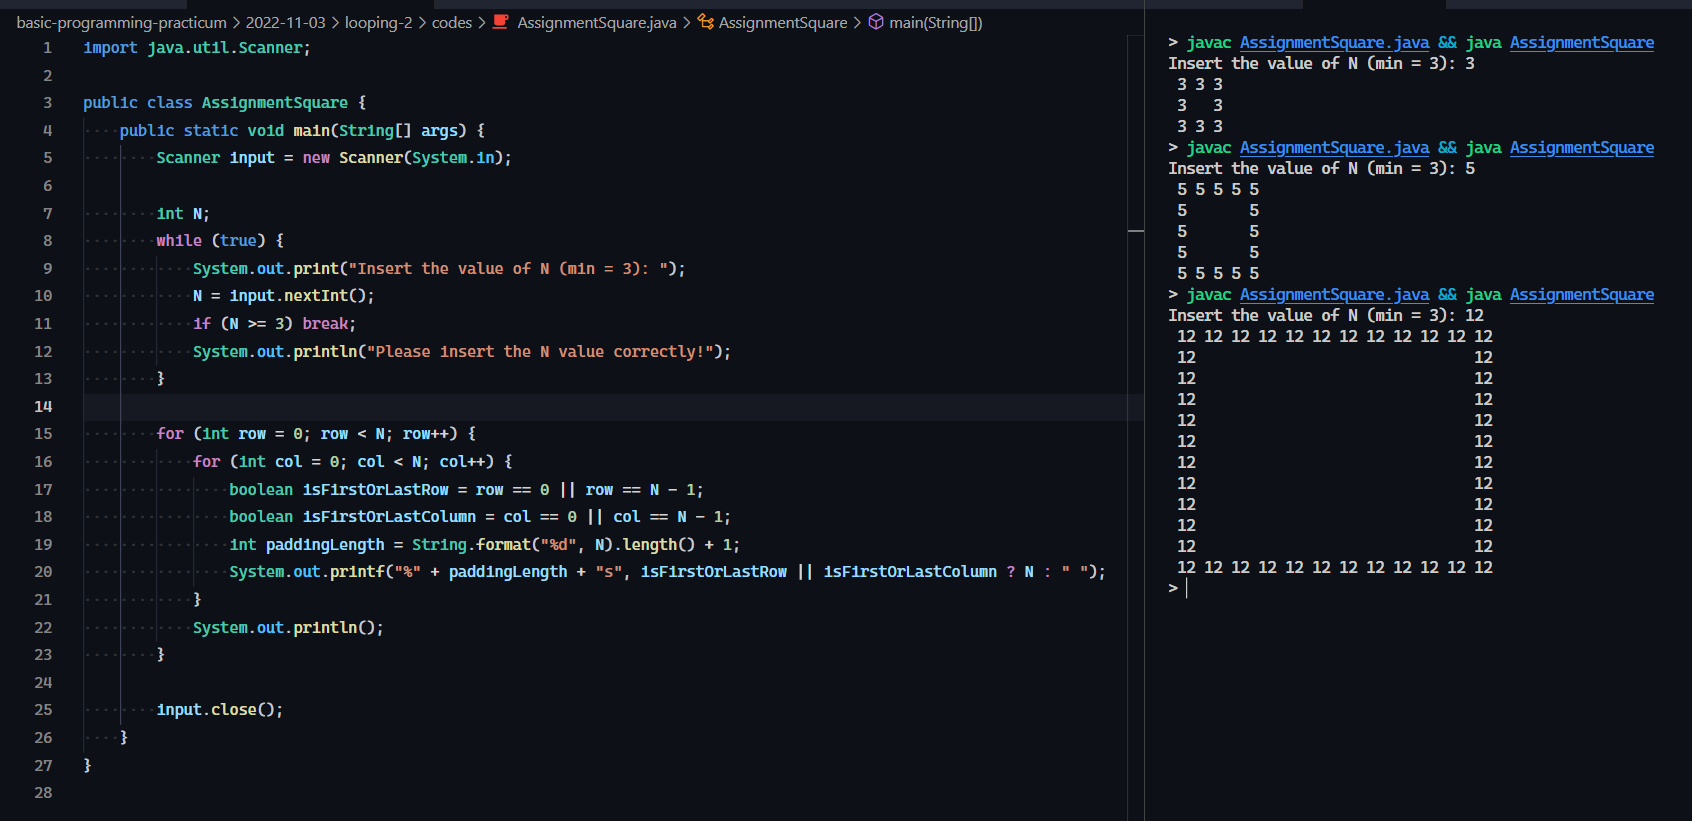 basic-programming-practicum > 2022-11-03 > looping-2 > codes > AssignmentSquare.java > AssignmentSquare > main(String[])
1 import java.util.Scanner;
2
3 public class AssignmentSquare {
4 public static void main(String[] args) {
5 Scanner input = new Scanner(System.in);
6
7 int N;
8 while (true) {
9 System.out.print("Insert the value of N (min = 3): ");
10 N = input.nextInt();
11 if (N >= 3) break;
12 System.out.println("Please insert the N value correctly!");
13 }
14
15 for (int row = 0; row < N; row++) {
16 for (int col = 0; col < N; col++) {
17 boolean isFirstOrLastRow = row == 0 || row == N - 1;
18 boolean isFirstOrLastColumn = col == 0 || col == N - 1;
19 int paddingLength = String.format("%d", N).length() + 1;
20 System.out.printf("%" + paddingLength + "s", isFirstOrLastRow || isFirstOrLastColumn ? N : " ");
21 }
22 System.out.println();
23 }
24
25 input.close();
26 }
27 }
28
> javac AssignmentSquare.java && java AssignmentSquare
Insert the value of N (min = 3): 3
3 3 3
3   3
3 3 3
> javac AssignmentSquare.java && java AssignmentSquare
Insert the value of N (min = 3): 5
5 5 5 5 5
5       5
5       5
5       5
5 5 5 5 5
> javac AssignmentSquare.java && java AssignmentSquare
Insert the value of N (min = 3): 12
12 12 12 12 12 12 12 12 12 12 12 12
12                               12
12                               12
12                               12
12                               12
12                               12
12                               12
12                               12
12                               12
12                               12
12                               12
12 12 12 12 12 12 12 12 12 12 12 12
>